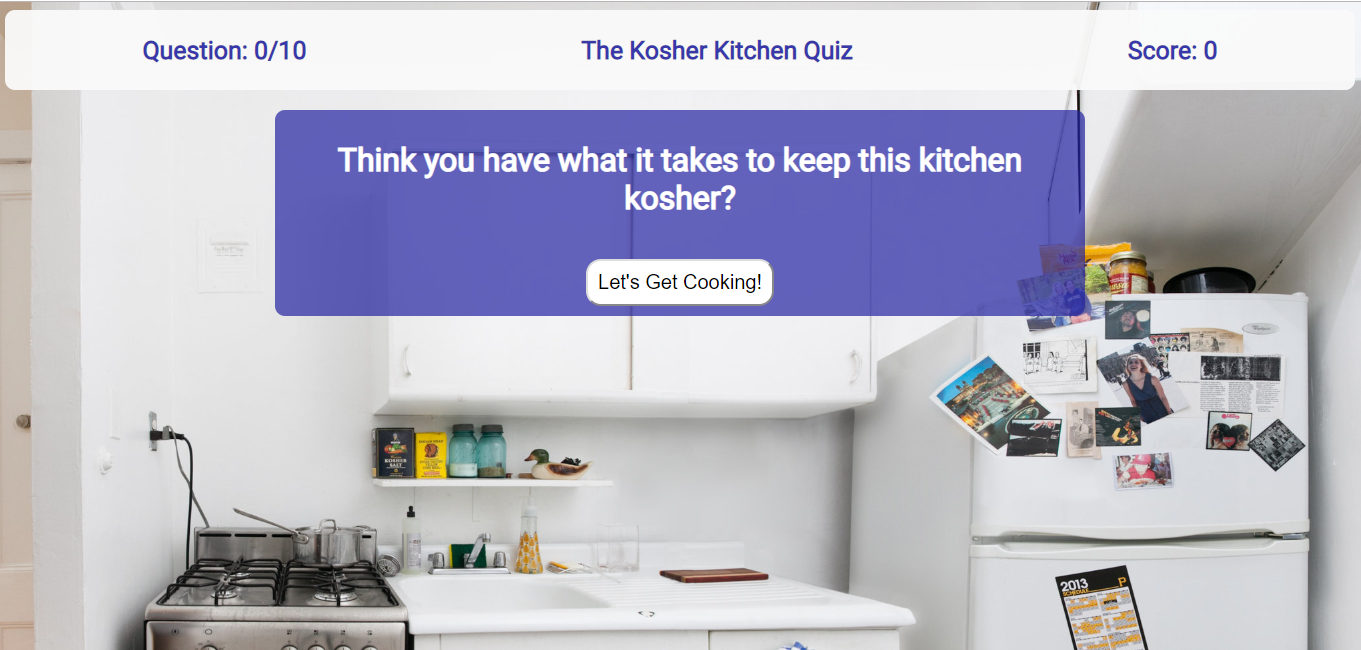 Question: 0/10
The Kosher Kitchen Quiz
Score: 0
Think you have what it takes to keep this kitchen
kosher?
Let's Get Cooking!
KOSHER
SALT
2013
SCHEDULE
P